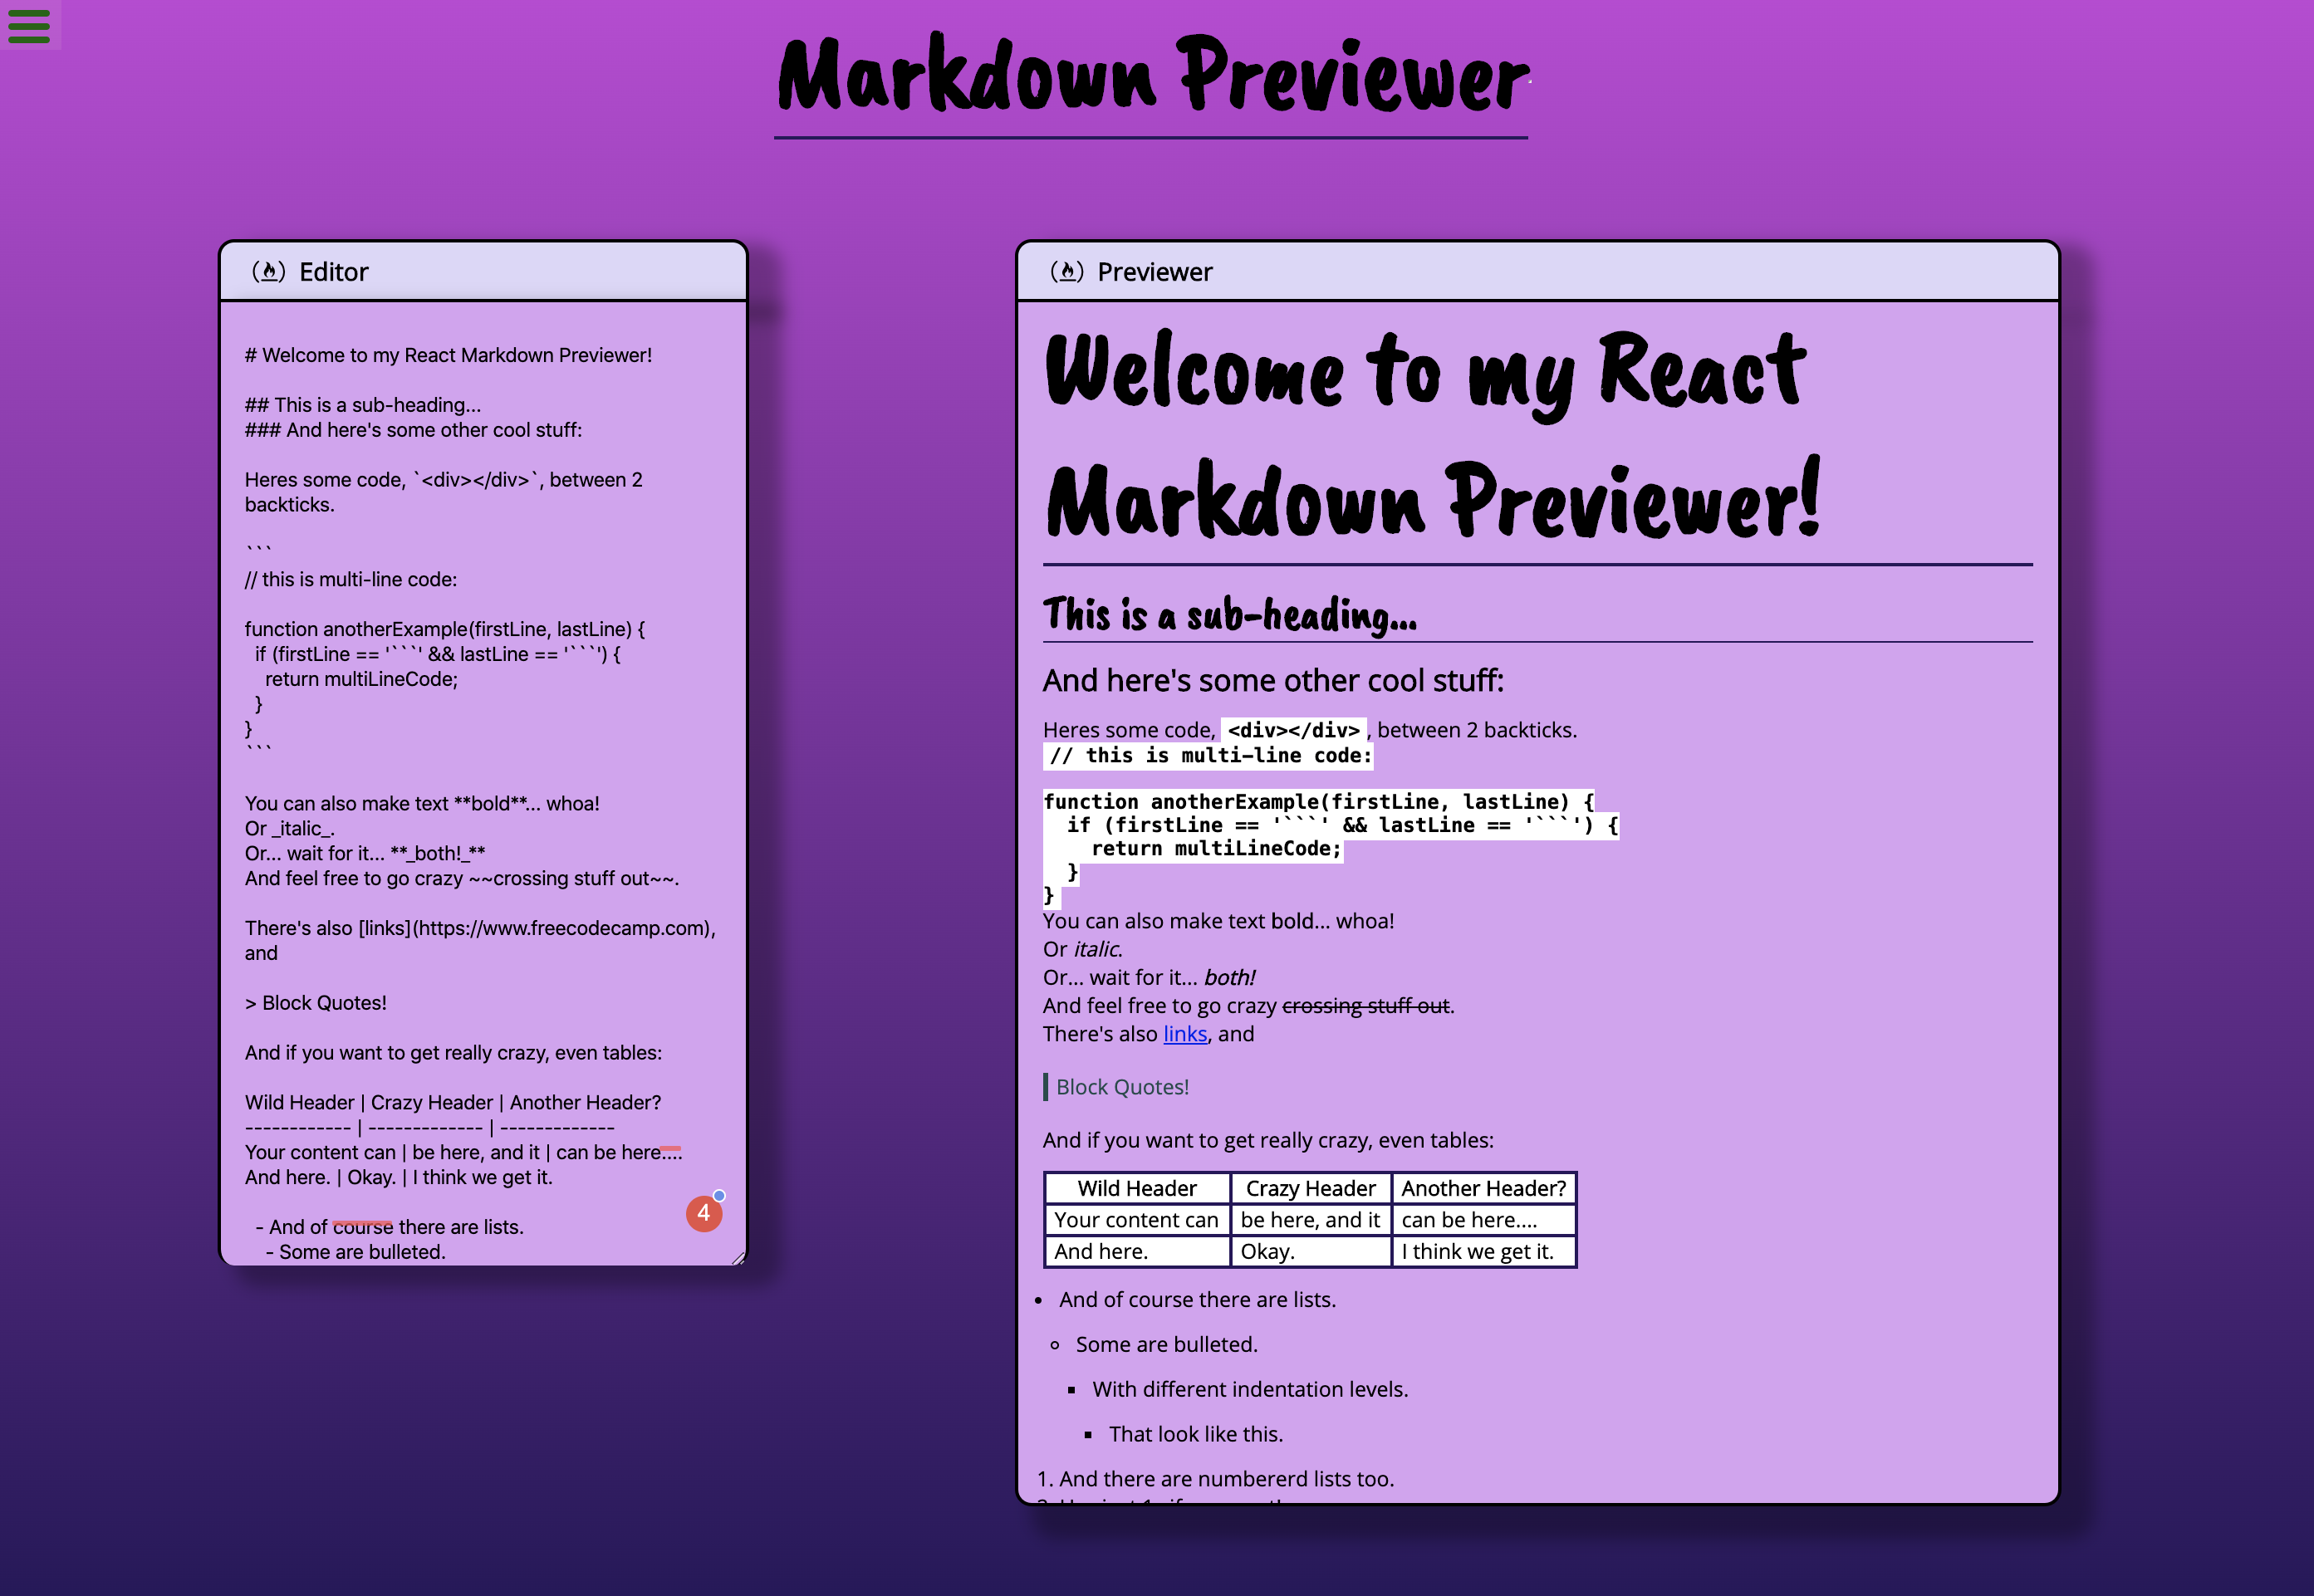 Markdown Previewer
Editor
# Welcome to my React Markdown Previewer!
## This is a sub-heading...
### And here's some other cool stuff:
Heres some code, `<div></div>`, between 2
backticks.
```
// this is multi-line code:
function anotherExample(firstLine, lastLine) {
  if (firstLine == '```' && lastLine == '```') {
    return multiLineCode;
  }
}
```
You can also make text **bold**... whoa!
Or _italic_.
Or... wait for it... **_both!_**
And feel free to go crazy ~~crossing stuff out~~.
There's also [links](https://www.freecodecamp.com),
and
> Block Quotes!
And if you want to get really crazy, even tables:
Wild Header | Crazy Header | Another Header?
------------ | ------------- | -------------
Your content can | be here, and it | can be here....
And here. | Okay. | I think we get it.
- And of course there are lists.
  - Some are bulleted.
4
Previewer
Welcome to my React
Markdown Previewer!
This is a sub-heading...
And here's some other cool stuff:
Heres some code, <div></div>, between 2 backticks.
// this is multi-line code:
function anotherExample(firstLine, lastLine) {
  if (firstLine == '```' && lastLine == '```') {
    return multiLineCode;
  }
}
You can also make text bold... whoa!
Or italic.
Or... wait for it... both!
And feel free to go crazy crossing stuff out.
There's also links, and
Block Quotes!
And if you want to get really crazy, even tables:
Wild Header Crazy Header Another Header?
Your content can be here, and it can be here....
And here. Okay. I think we get it.
And of course there are lists.
Some are bulleted.
With different indentation levels.
That look like this.
1. And there are numbererd lists too.